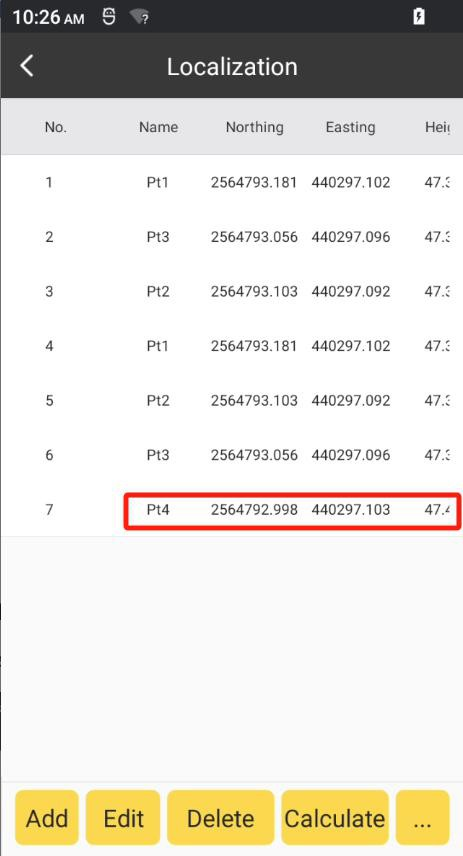 10:26 AM
Localization
No. Name Northing Easting
1 Pt1 2564793.181 440297.102 47.3
2 Pt3 2564793.056 440297.096 47.3
3 Pt2 2564793.103 440297.092 47.3
4 Pt1 2564793.181 440297.102 47.3
5 Pt2 2564793.103 440297.092 47.3
6 Pt3 2564793.056 440297.096 47.3
7 Pt4 2564792.998 440297.103 47.4
Add Edit Delete Calculate ...